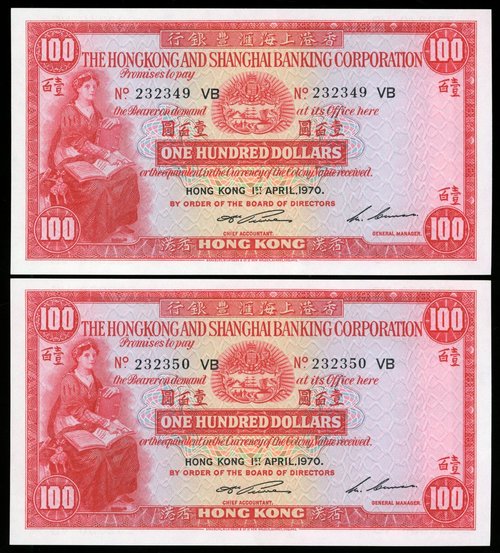 100 行銀豐滙海上港香 100
THE HONGKONG AND SHANGHAI BANKING CORPORATION
Promises to pay
壹百 Nº 232349 VB Nº 232349 VB 壹百
the Bearer on demand at its Office here
圓 圓百壹
ONE HUNDRED DOLLARS
or the equivalent in the Currency of the Colony, Value received.
HONG KONG 1ST APRIL, 1970.
BY ORDER OF THE BOARD OF DIRECTORS
壹百
CHIEF ACCOUNTANT. GENERAL MANAGER.
100 港香 HONG KONG 港香 100
100 行銀豐滙海上港香 100
THE HONGKONG AND SHANGHAI BANKING CORPORATION
Promises to pay
壹百 Nº 232350 VB Nº 232350 VB 壹百
the Bearer on demand at its Office here
圓 圓百壹
ONE HUNDRED DOLLARS
or the equivalent in the Currency of the Colony, Value received.
HONG KONG 1ST APRIL, 1970.
BY ORDER OF THE BOARD OF DIRECTORS
壹百
CHIEF ACCOUNTANT. GENERAL MANAGER.
100 港香 HONG KONG 港香 100